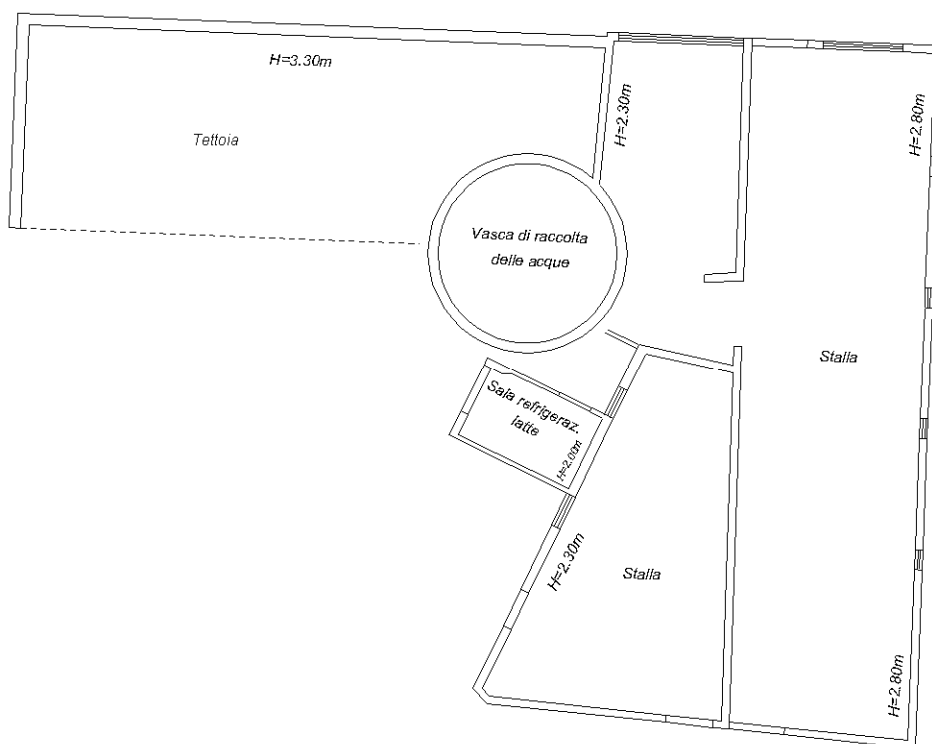 H=3.30m
Tettoia
H=2.30m
H=2.80m
Vasca di raccolta
delle acque
Stalla
Sala refrigeraz.
latte
H=2.00m
H=2.30m
Stalla
H=2.80m